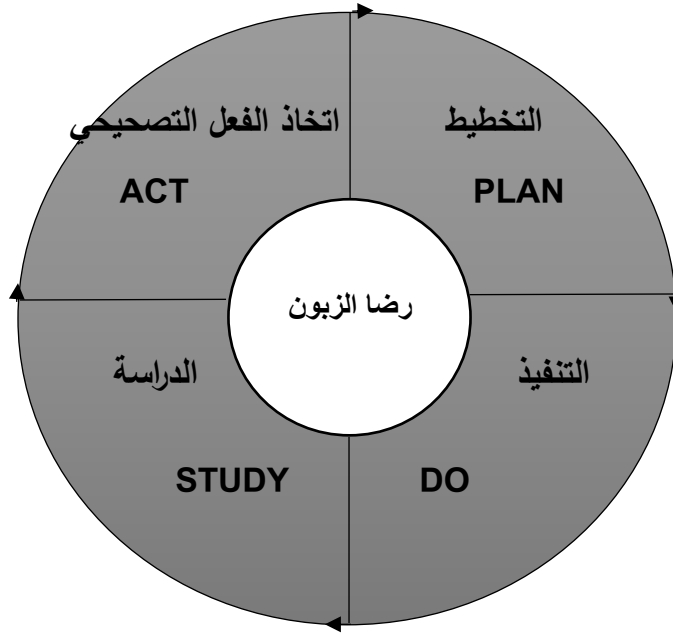 التخطيط
PLAN
التنفيذ
DO
الدراسة
STUDY
اتخاذ الفعل التصحيحي
ACT
رضا الزبون